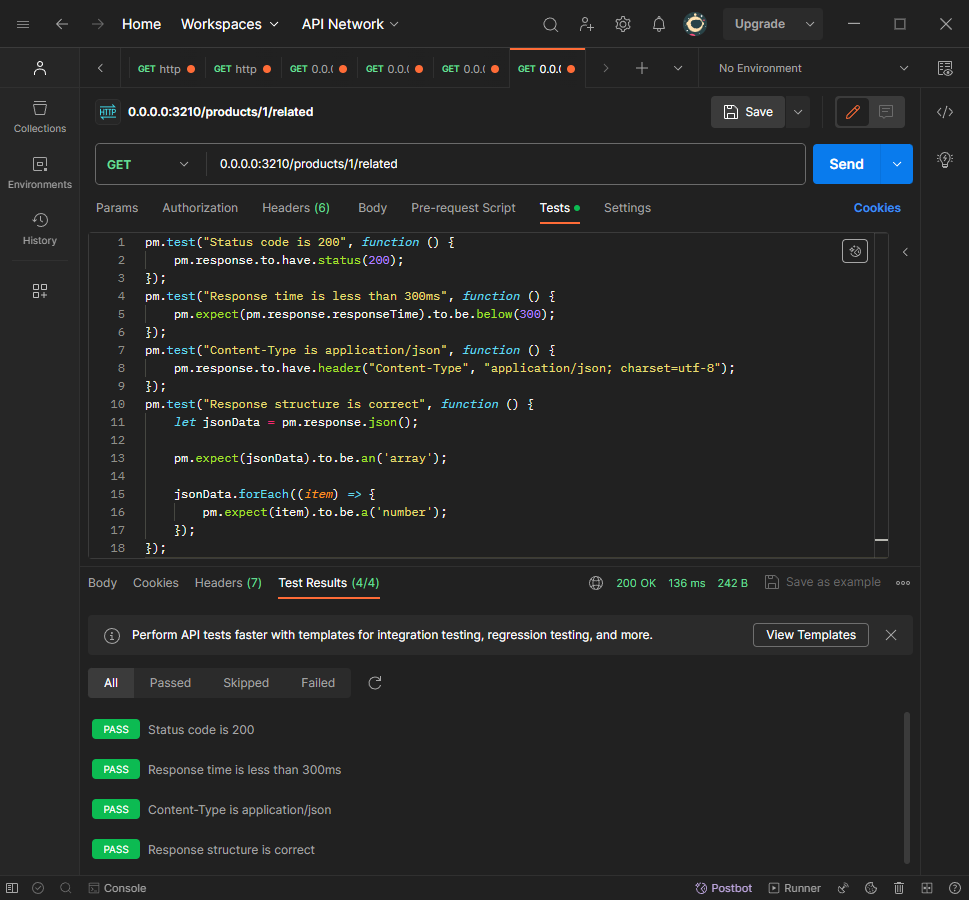 Home Workspaces API Network Upgrade
GET http GET http GET 0.0.( GET 0.0.( GET 0.0.( GET 0.0.( No Environment
HTTP 0.0.0.0:3210/products/1/related Save
Collections
Environments
History
GET 0.0.0.0:3210/products/1/related Send
Params Authorization Headers (6) Body Pre-request Script Tests Settings Cookies
1 pm.test("Status code is 200", function () {
2 pm.response.to.have.status(200);
3 });
4 pm.test("Response time is less than 300ms", function () {
5 pm.expect(pm.response.responseTime).to.be.below(300);
6 });
7 pm.test("Content-Type is application/json", function () {
8 pm.response.to.have.header("Content-Type", "application/json; charset=utf-8");
9 });
10 pm.test("Response structure is correct", function () {
11 let jsonData = pm.response.json();
12
13 pm.expect(jsonData).to.be.an('array');
14
15 jsonData.forEach((item) => {
16 pm.expect(item).to.be.a('number');
17 });
18 });
Body Cookies Headers (7) Test Results (4/4) 200 OK 136 ms 242 B Save as example
Perform API tests faster with templates for integration testing, regression testing, and more. View Templates
All Passed Skipped Failed
PASS Status code is 200
PASS Response time is less than 300ms
PASS Content-Type is application/json
PASS Response structure is correct
Console Postbot Runner